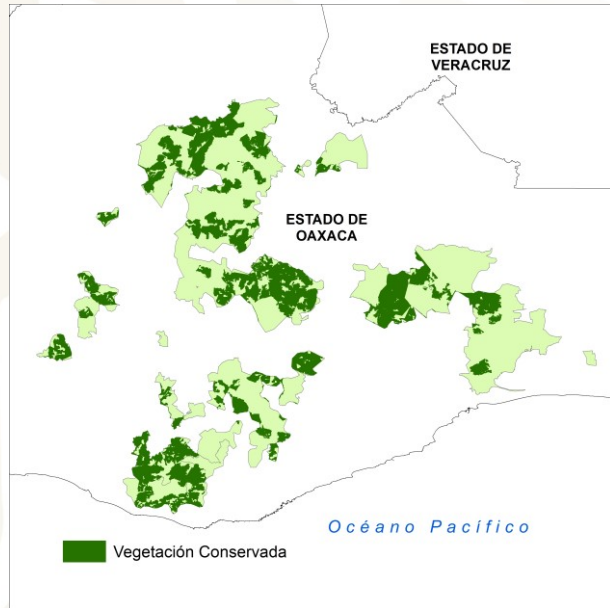 ESTADO DE
VERACRUZ
ESTADO DE
OAXACA
Océano Pacífico
Vegetación Conservada